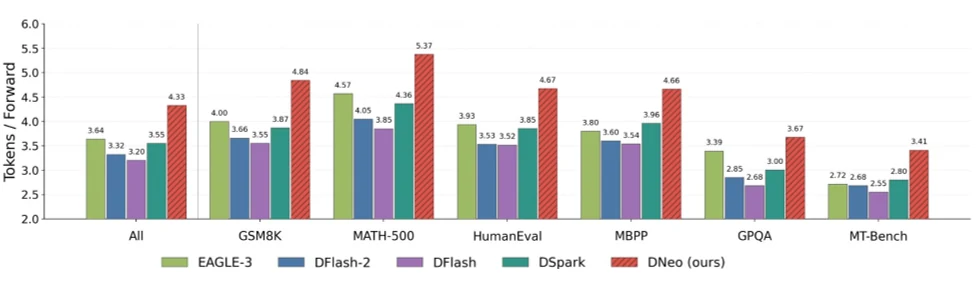 Tokens / Forward
6.0
5.5
5.0
4.5
4.0
3.5
3.0
2.5
2.0
3.64 3.32 3.20 3.55 4.33
4.00 3.66 3.55 3.87 4.84
4.57 4.05 3.85 4.36 5.37
3.93 3.53 3.52 3.85 4.67
3.80 3.60 3.54 3.96 4.66
3.39 2.85 2.68 3.00 3.67
2.72 2.68 2.55 2.80 3.41
All GSM8K MATH-500 HumanEval MBPP GPQA MT-Bench
EAGLE-3 DFlash-2 DFlash DSpark DNeo (ours)